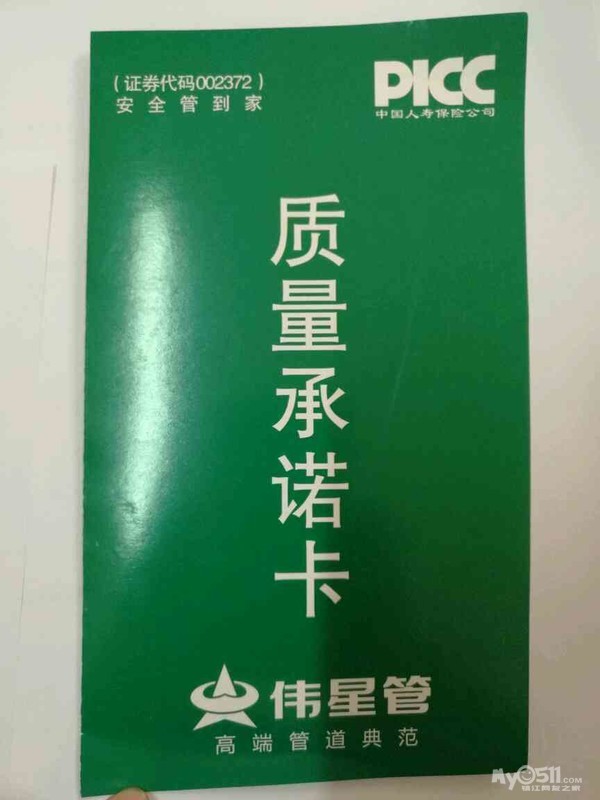 （证券代码002372）
安全管到家
PICC
中国人寿保险公司
质量承诺卡
伟星管
高端管道典范
My0511.com
镇江网友之家